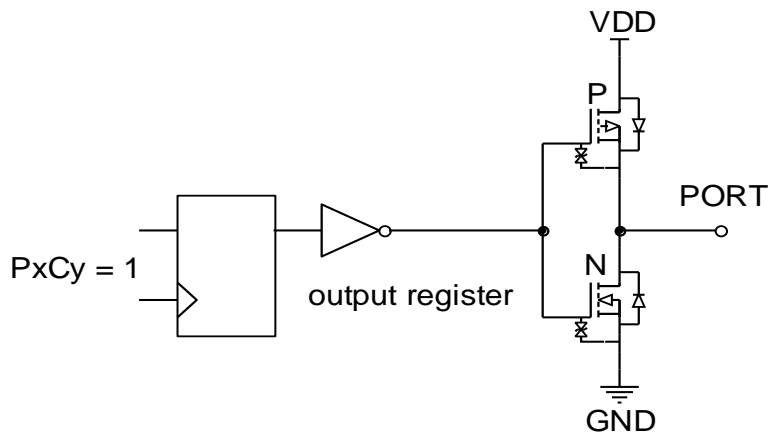 VDD
P
PORT
PxCy = 1
N
output register
GND